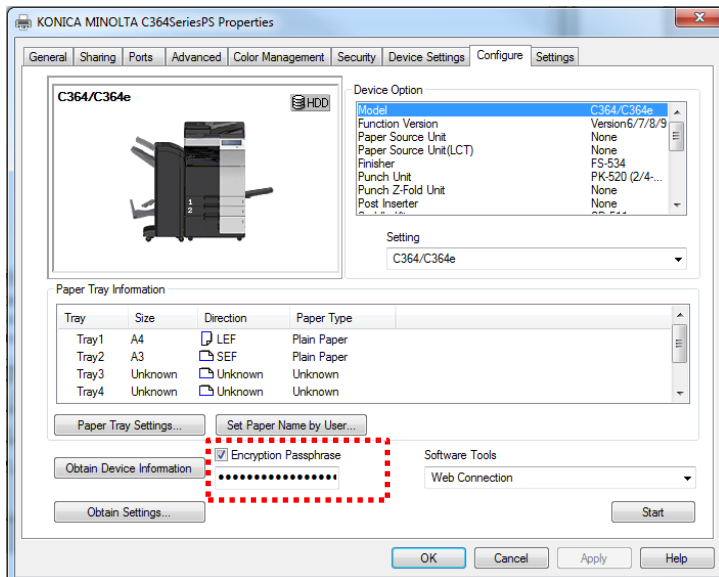 KONICA MINOLTA C364SeriesPS Properties
General Sharing Ports Advanced Color Management Security Device Settings Configure Settings
C364/C364e
HDD
1
2
Device Option
Model C364/C364e
Function Version Version6/7/8/9
Paper Source Unit None
Paper Source Unit(LCT) None
Finisher FS-534
Punch Unit PK-520 (2/4-...
Punch Z-Fold Unit None
Post Inserter None
Setting
C364/C364e
Paper Tray Information
Tray Size Direction Paper Type
Tray1 A4 LEF Plain Paper
Tray2 A3 SEF Plain Paper
Tray3 Unknown Unknown Unknown
Tray4 Unknown Unknown Unknown
Paper Tray Settings... Set Paper Name by User...
Obtain Device Information
Encryption Passphrase
Software Tools
Web Connection
Obtain Settings...
Start
OK Cancel Apply Help